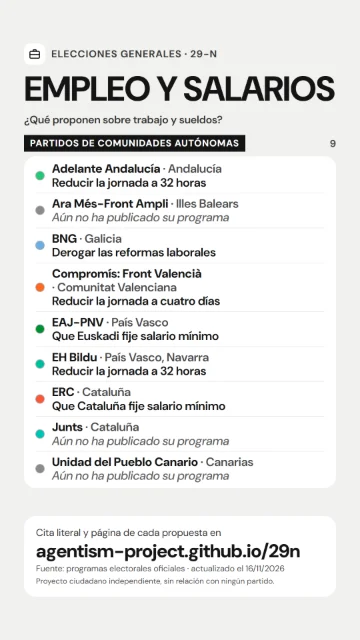 ELECCIONES GENERALES · 29-N
EMPLEO Y SALARIOS
¿Qué proponen sobre trabajo y sueldos?
PARTIDOS DE COMUNIDADES AUTÓNOMAS 9
Adelante Andalucía · Andalucía
Reducir la jornada a 32 horas
Ara Més-Front Ampli · Illes Balears
Aún no ha publicado su programa
BNG · Galicia
Derogar las reformas laborales
Compromís: Front Valencià
· Comunitat Valenciana
Reducir la jornada a cuatro días
EAJ-PNV · País Vasco
Que Euskadi fije salario mínimo
EH Bildu · País Vasco, Navarra
Reducir la jornada a 32 horas
ERC · Cataluña
Que Cataluña fije salario mínimo
Junts · Cataluña
Aún no ha publicado su programa
Unidad del Pueblo Canario · Canarias
Aún no ha publicado su programa
Cita literal y página de cada propuesta en
agentism-project.github.io/29n
Fuente: programas electorales oficiales · actualizado el 16/11/2026
Proyecto ciudadano independiente, sin relación con ningún partido.